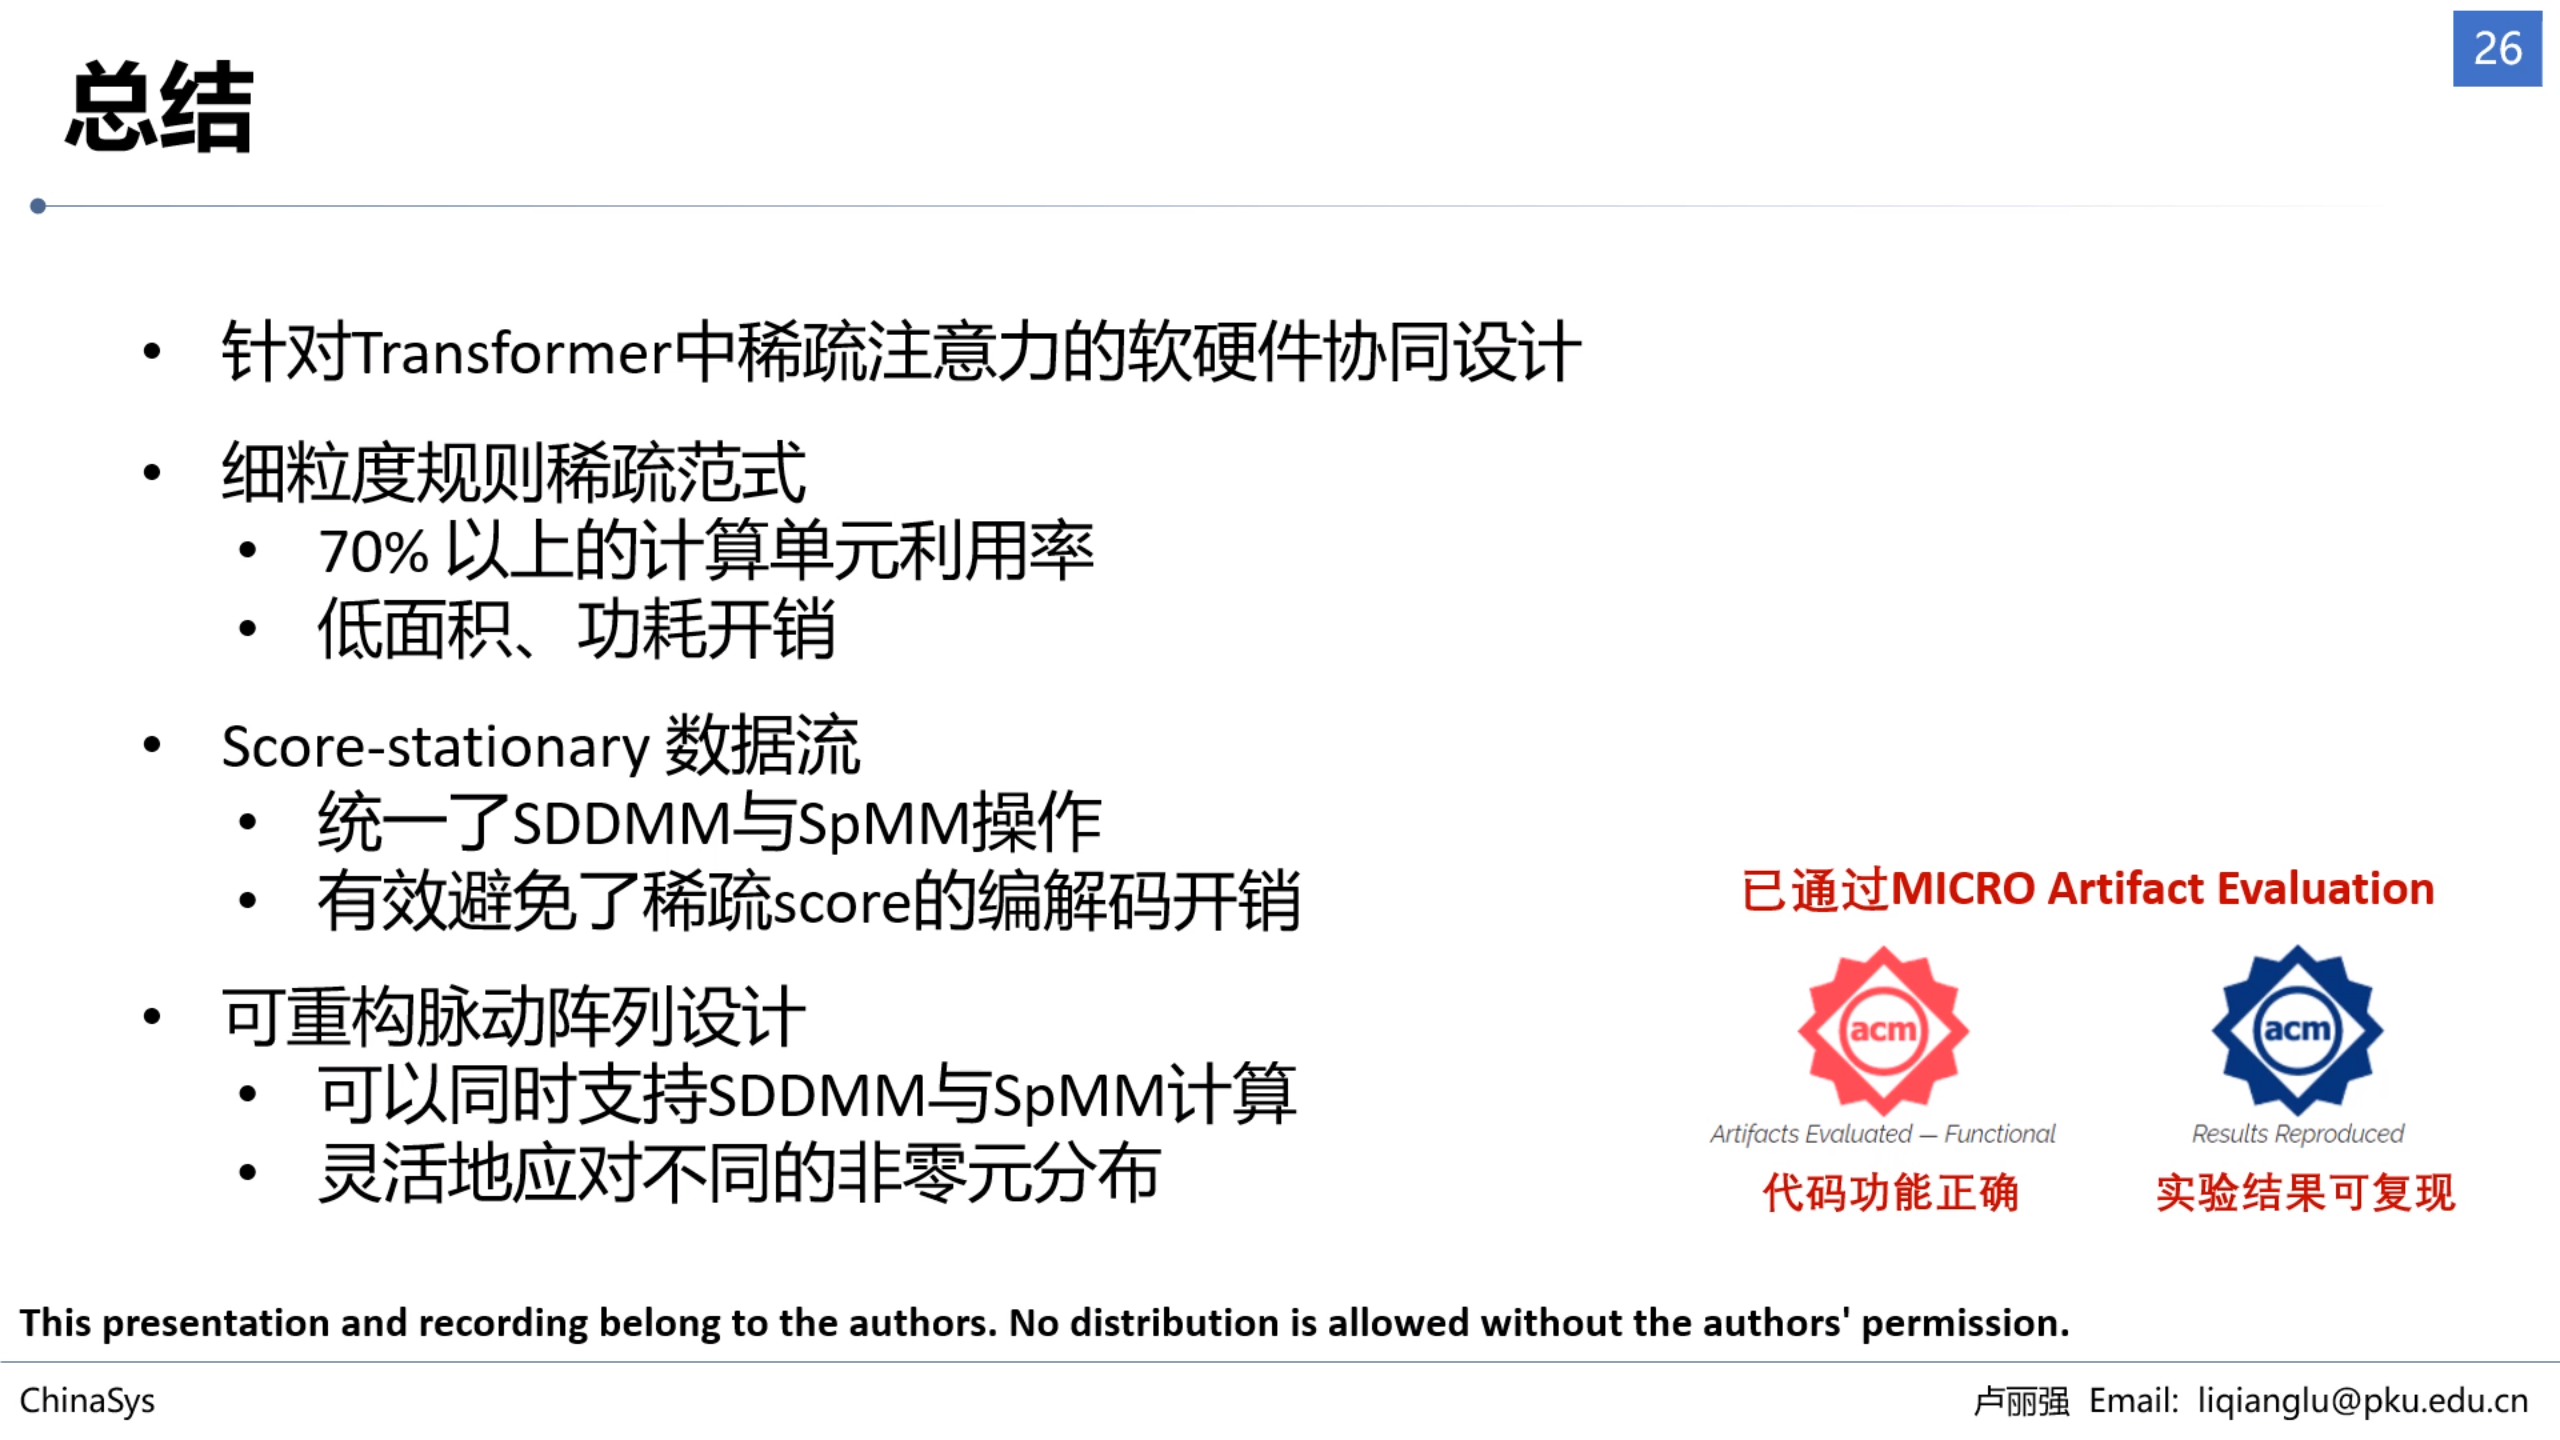 26
总结
• 针对Transformer中稀疏注意力的软硬件协同设计
• 细粒度规则稀疏范式
• 70% 以上的计算单元利用率
• 低面积、功耗开销
• Score-stationary 数据流
• 统一了SDDMM与SpMM操作
• 有效避免了稀疏score的编解码开销
• 可重构脉动阵列设计
• 可以同时支持SDDMM与SpMM计算
• 灵活地应对不同的非零元分布
已通过MICRO Artifact Evaluation
acm
acm
Artifacts Evaluated — Functional
Results Reproduced
代码功能正确
实验结果可复现
This presentation and recording belong to the authors. No distribution is allowed without the authors' permission.
ChinaSys
卢丽强 Email: liqianglu@pku.edu.cn